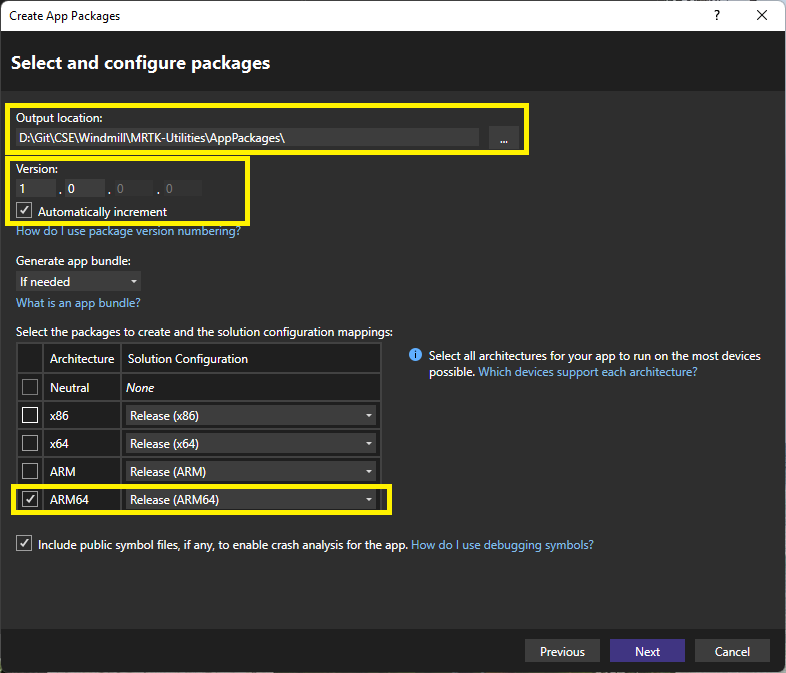 Create App Packages
?
Select and configure packages
Output location:
D:\Git\CSE\Windmill\MRTK-Utilities\AppPackages\
...
Version:
1 . 0 . 0 . 0
Automatically increment
How do I use package version numbering?
Generate app bundle:
If needed
What is an app bundle?
Select the packages to create and the solution configuration mappings:
Architecture Solution Configuration
Neutral None
x86 Release (x86)
x64 Release (x64)
ARM Release (ARM)
ARM64 Release (ARM64)
Select all architectures for your app to run on the most devices
possible. Which devices support each architecture?
Include public symbol files, if any, to enable crash analysis for the app. How do I use debugging symbols?
Previous Next Cancel